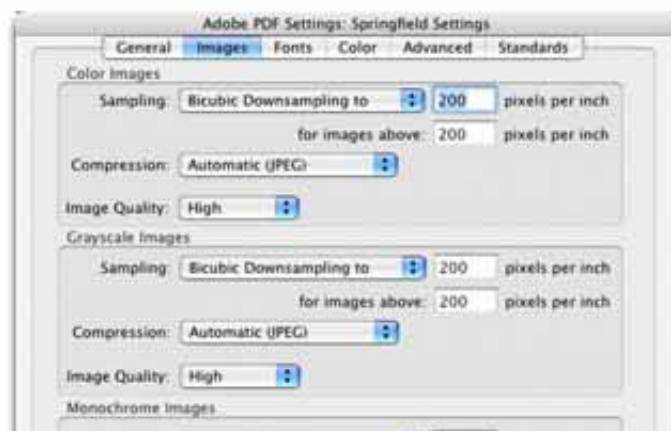 Adobe PDF Settings: Springfield Settings
General Images Fonts Color Advanced Standards
Color Images
Sampling: Bicubic Downsampling to 200 pixels per inch
for images above: 200 pixels per inch
Compression: Automatic (JPEG)
Image Quality: High
Grayscale Images
Sampling: Bicubic Downsampling to 200 pixels per inch
for images above: 200 pixels per inch
Compression: Automatic (JPEG)
Image Quality: High
Monochrome Images